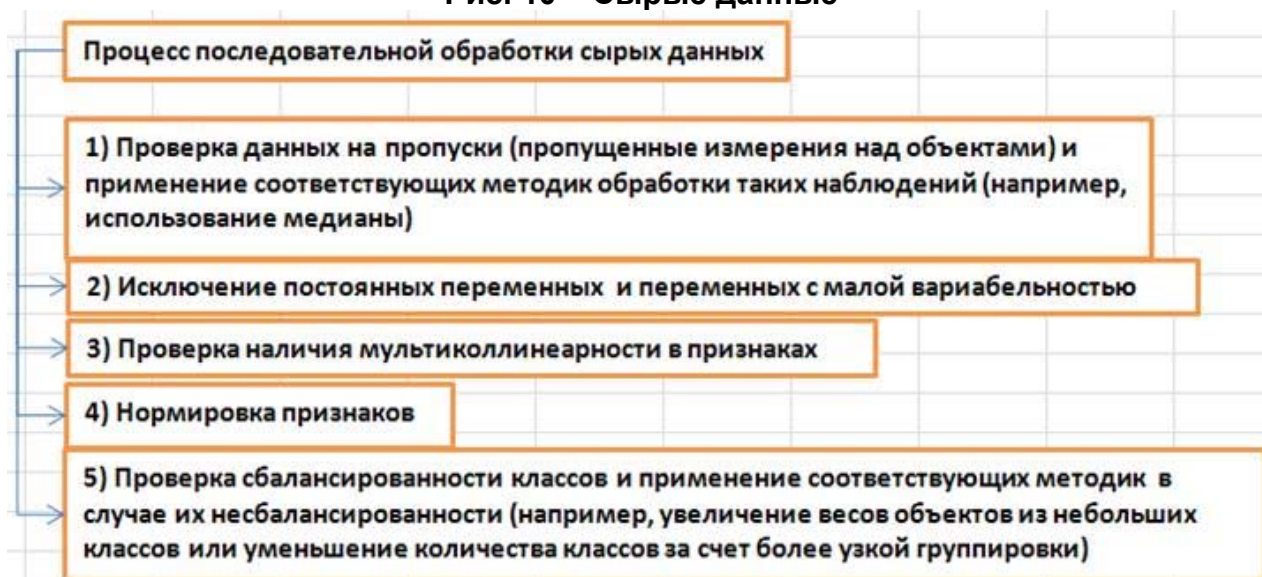 Процесс последовательной обработки сырых данных
1) Проверка данных на пропуски (пропущенные измерения над объектами) и
применение соответствующих методик обработки таких наблюдений (например,
использование медианы)
2) Исключение постоянных переменных и переменных с малой вариабельностью
3) Проверка наличия мультиколлинеарности в признаках
4) Нормировка признаков
5) Проверка сбалансированности классов и применение соответствующих методик в
случае их несбалансированности (например, увеличение весов объектов из небольших
классов или уменьшение количества классов за счет более узкой группировки)